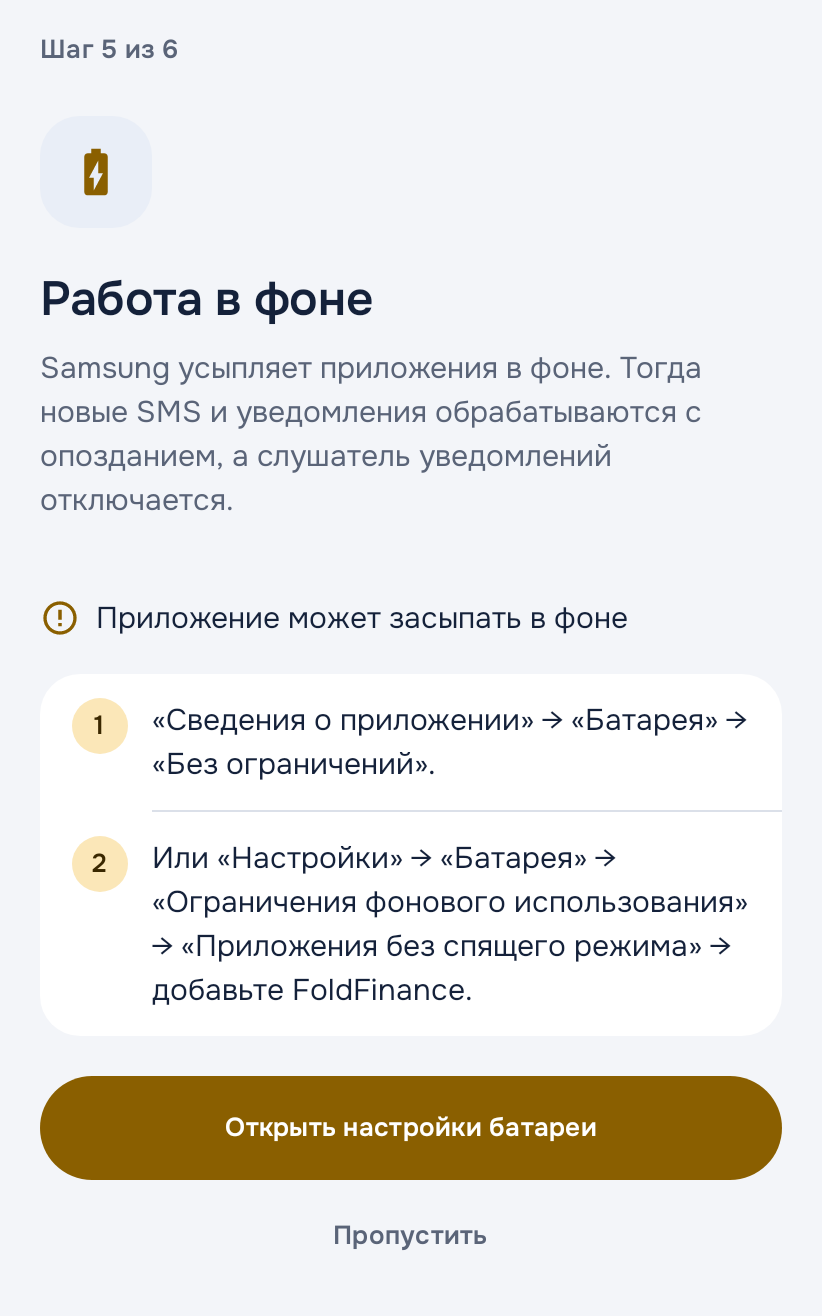 Шаг 5 из 6
Работа в фоне
Samsung усыпляет приложения в фоне. Тогда
новые SMS и уведомления обрабатываются с
опозданием, а слушатель уведомлений
отключается.
Приложение может засыпать в фоне
1 «Сведения о приложении» → «Батарея» →
«Без ограничений».
2 Или «Настройки» → «Батарея» →
«Ограничения фонового использования»
→ «Приложения без спящего режима» →
добавьте FoldFinance.
Открыть настройки батареи
Пропустить